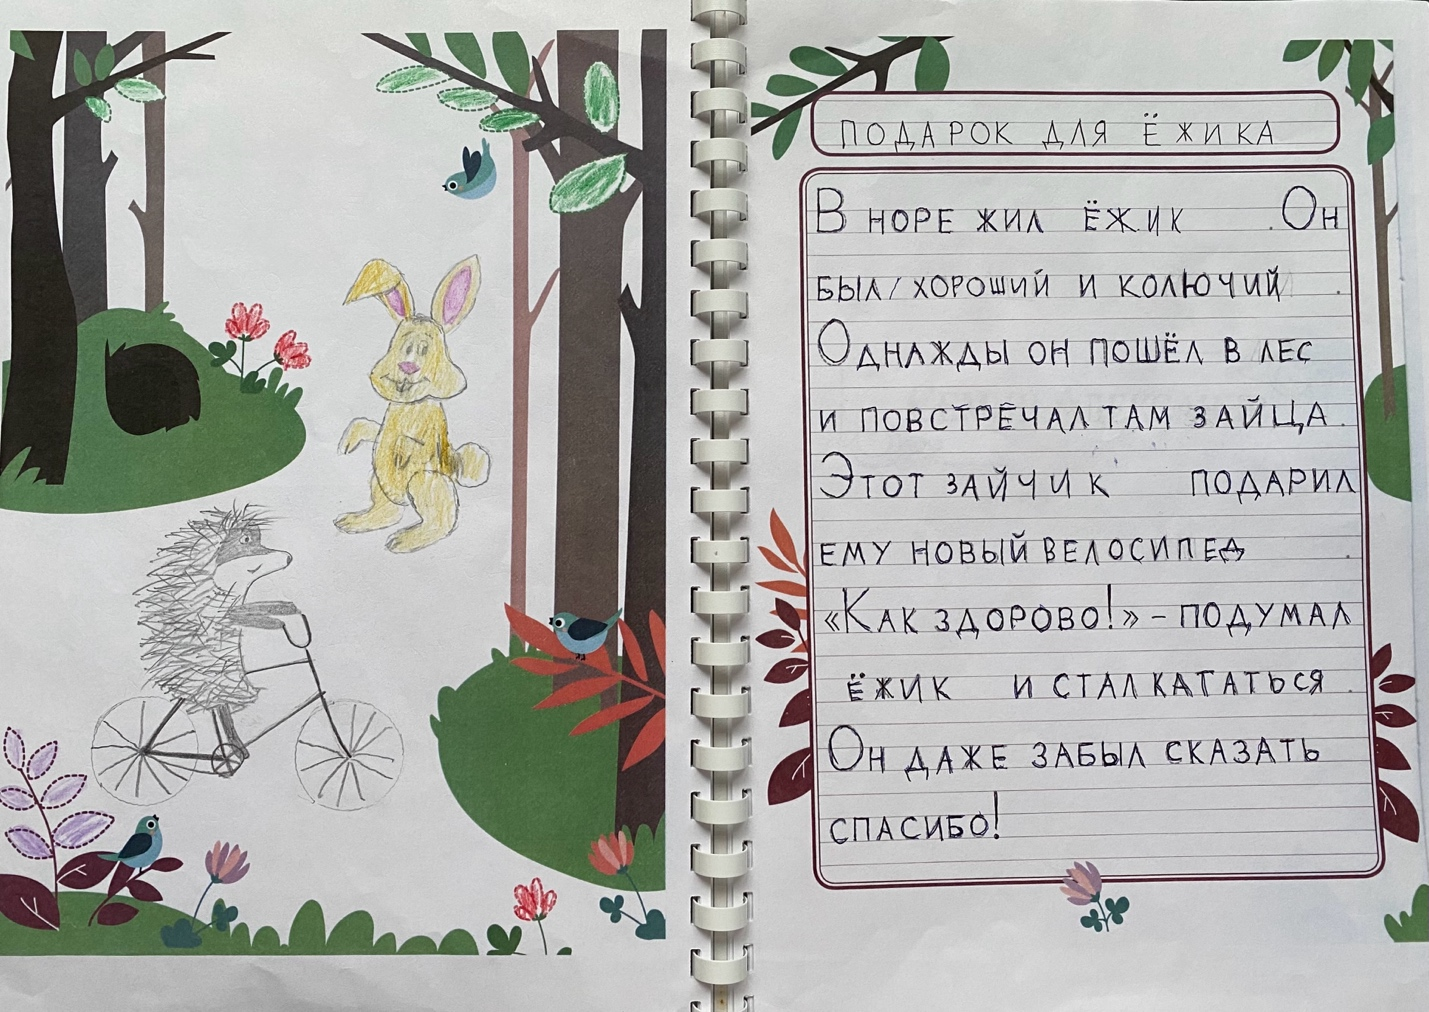 ПОДАРОК ДЛЯ ЁЖИКА
В НОРЕ ЖИЛ ЁЖИК . ОН
БЫЛ ХОРОШИЙ И КОЛЮЧИЙ .
ОДНАЖДЫ ОН ПОШЁЛ В ЛЕС
И ПОВСТРЕЧАЛ ТАМ ЗАЙЦА .
ЭТОТ ЗАЙЧИК ПОДАРИЛ
ЕМУ НОВЫЙ ВЕЛОСИПЕД .
«КАК ЗДОРОВО!» – ПОДУМАЛ
ЁЖИК И СТАЛ КАТАТЬСЯ .
ОН ДАЖЕ ЗАБЫЛ СКАЗАТЬ
СПАСИБО!